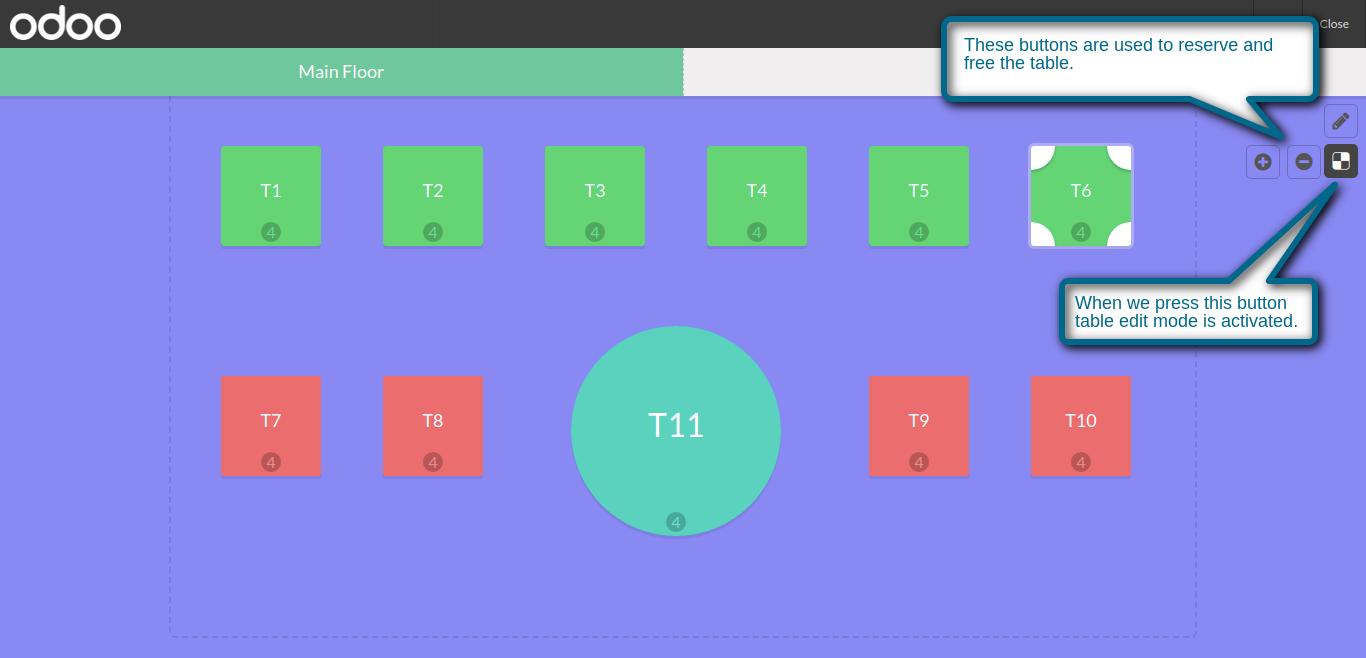 odoo
Close
These buttons are used to reserve and
free the table.
Main Floor
T1
T2
T3
T4
T5
T6
4
4
4
4
4
4
When we press this button
table edit mode is activated.
T7
T8
T11
T9
T10
4
4
4
4
4